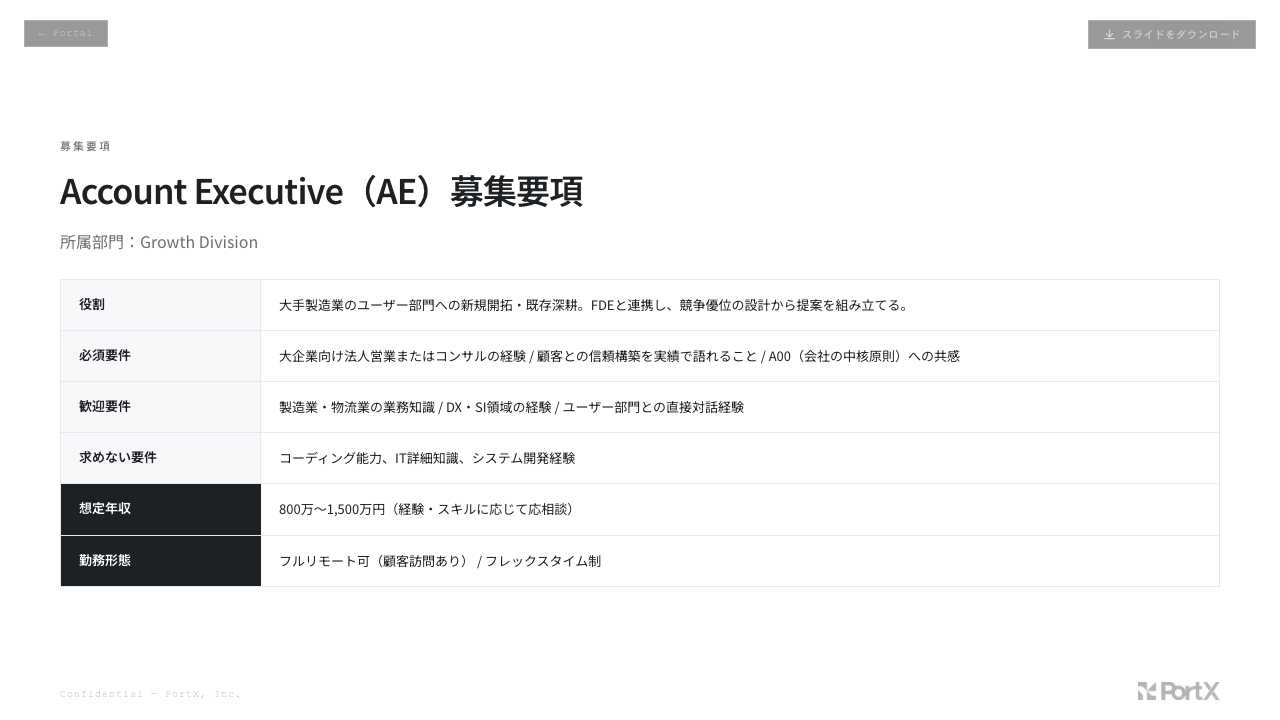 ← Portal
スライドをダウンロード
募集要項
Account Executive（AE）募集要項
所属部門：Growth Division
役割
大手製造業のユーザー部門への新規開拓・既存深耕。FDEと連携し、競争優位の設計から提案を組み立てる。
必須要件
大企業向け法人営業またはコンサルの経験 / 顧客との信頼構築を実績で語れること / A00（会社の中核原則）への共感
歓迎要件
製造業・物流業の業務知識 / DX・SI領域の経験 / ユーザー部門との直接対話経験
求めない要件
コーディング能力、IT詳細知識、システム開発経験
想定年収
800万〜1,500万円（経験・スキルに応じて応相談）
勤務形態
フルリモート可（顧客訪問あり） / フレックスタイム制
Confidential — PortX, Inc.
PortX